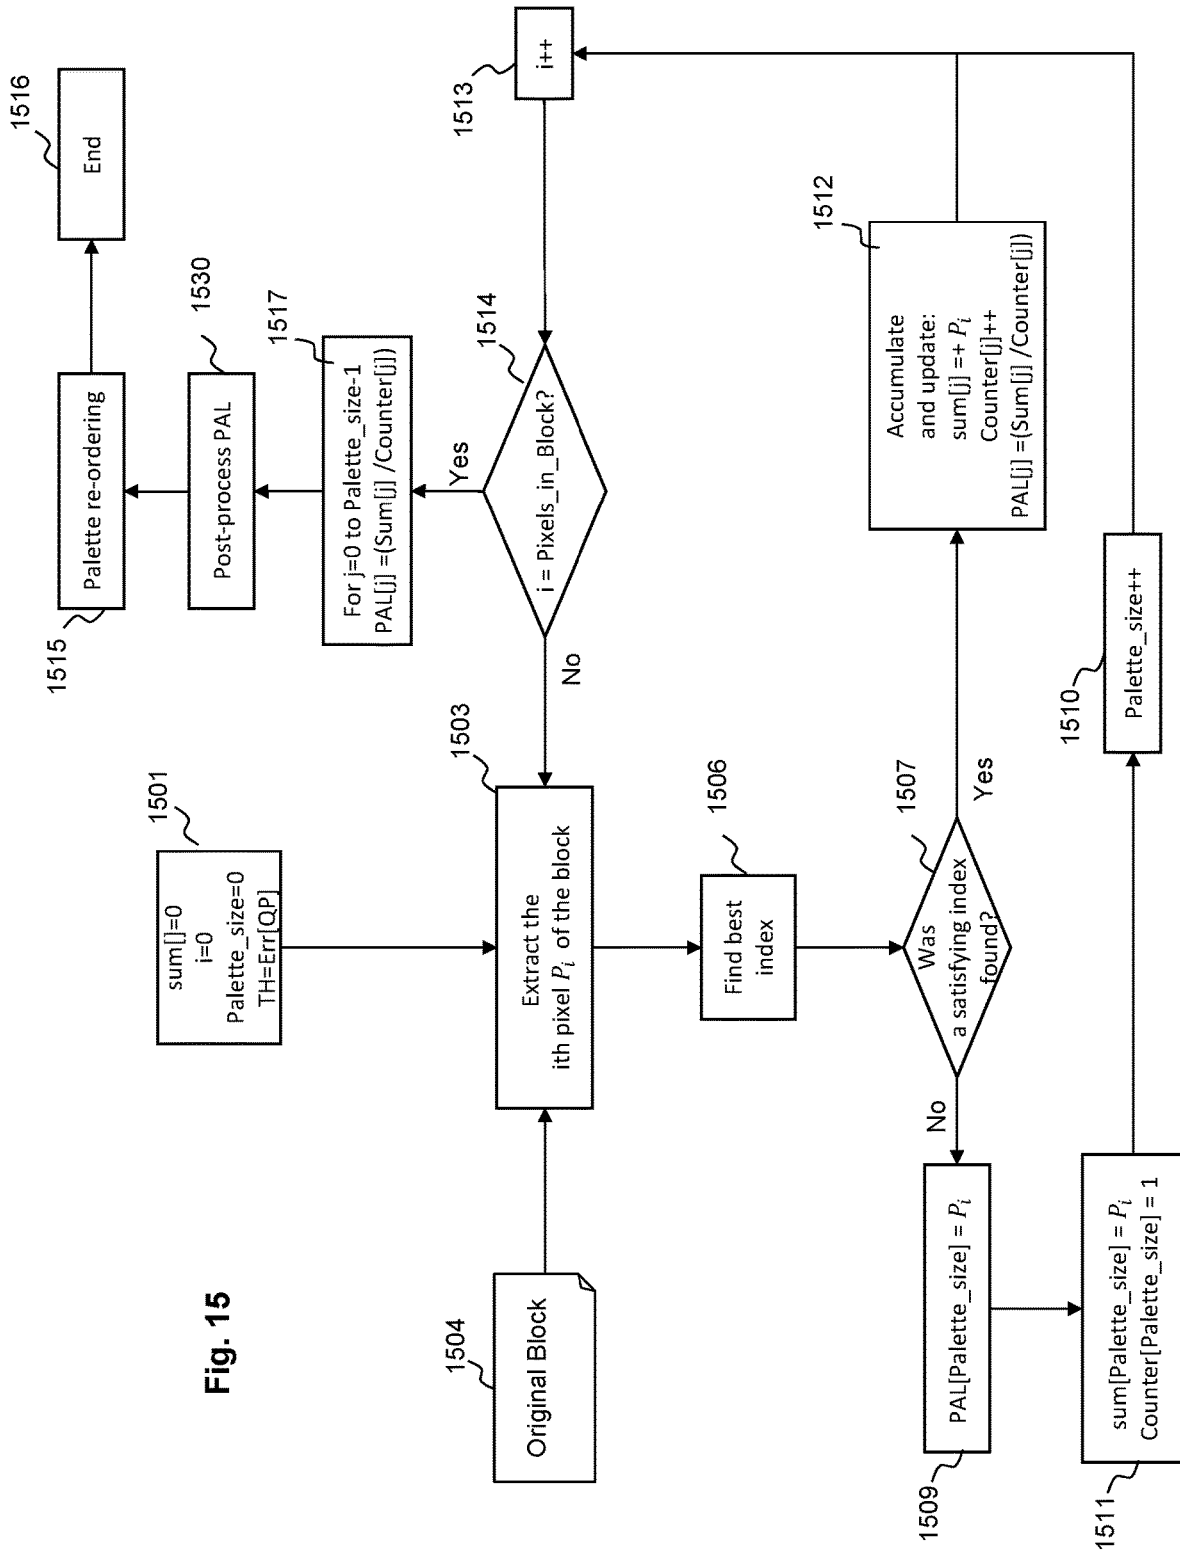 Fig. 15
1504
Original Block
1501
sum[]=0
i=0
Palette_size=0
TH=Err[QP]
1503
Extract the
ith pixel P_i of the block
1506
Find best
index
1507
Was
a satisfying index
found?
No
Yes
1509
PAL[Palette_size] = P_i
1511
sum[Palette_size] = P_i
Counter[Palette_size] = 1
1510
Palette_size++
1512
Accumulate
and update:
sum[j] =+ P_i
Counter[j]++
PAL[j] =(Sum[j] /Counter[j])
1513
i++
1514
i = Pixels_in_Block?
No
Yes
1517
For j=0 to Palette_size-1
PAL[j] =(Sum[j] /Counter[j])
1530
Post-process PAL
1515
Palette re-ordering
1516
End